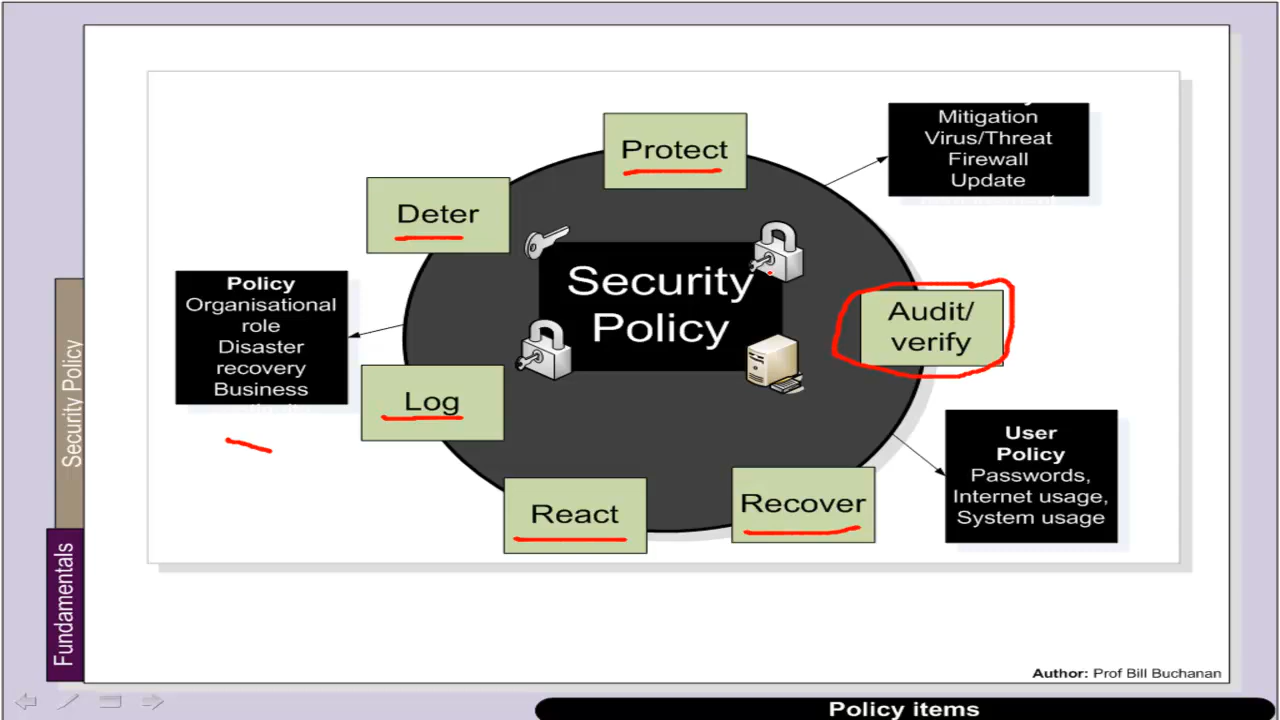 Protect
Mitigation
Virus/Threat
Firewall
Update
Deter
Security
Policy
Audit/
verify
Policy
Organisational
role
Disaster
recovery
Business
Log
User
Policy
Passwords,
Internet usage,
System usage
React
Recover
Security Policy
Fundamentals
Author: Prof Bill Buchanan
Policy items